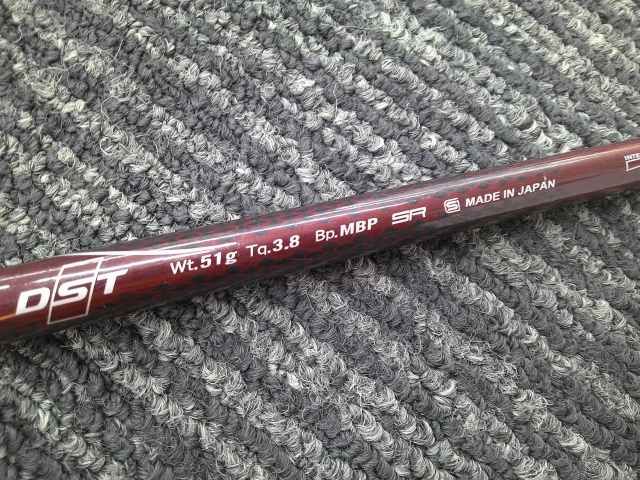 DST Wt.51g Tq.3.8 Bp.MBP SR S MADE IN JAPAN